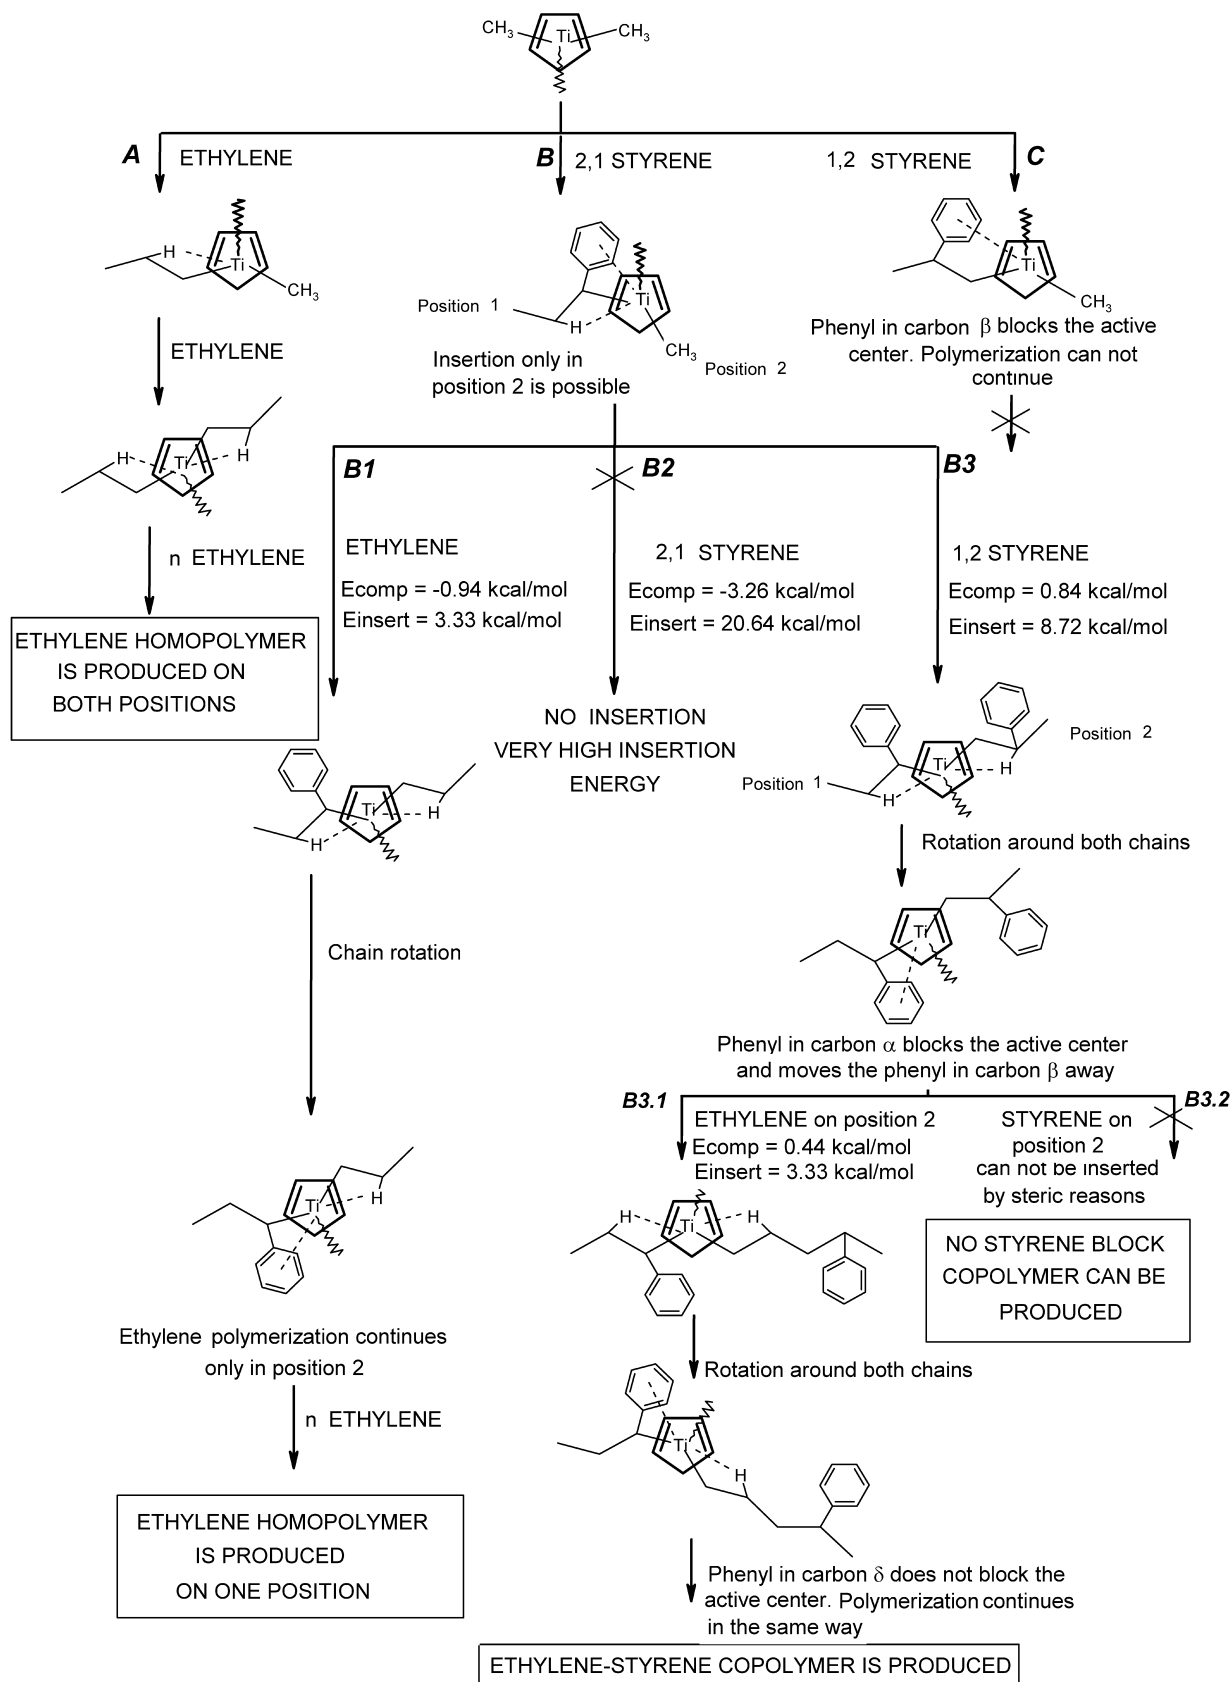 CH3 Ti CH3
A ETHYLENE
B 2,1 STYRENE
1,2 STYRENE C
H Ti CH3
Position 1
H Ti CH3
Position 2
Insertion only in
position 2 is possible
Ti CH3
Phenyl in carbon β blocks the active
center. Polymerization can not
continue
ETHYLENE
H Ti H
n ETHYLENE
ETHYLENE HOMOPOLYMER
IS PRODUCED ON
BOTH POSITIONS
B1
ETHYLENE
Ecomp = -0.94 kcal/mol
Einsert = 3.33 kcal/mol
B2
2,1 STYRENE
Ecomp = -3.26 kcal/mol
Einsert = 20.64 kcal/mol
NO INSERTION
VERY HIGH INSERTION
ENERGY
B3
1,2 STYRENE
Ecomp = 0.84 kcal/mol
Einsert = 8.72 kcal/mol
Position 2
Ti H
Position 1
H
Rotation around both chains
Ti
Phenyl in carbon α blocks the active center
and moves the phenyl in carbon β away
Ti H
H
Chain rotation
Ti H
Ethylene polymerization continues
only in position 2
n ETHYLENE
ETHYLENE HOMOPOLYMER
IS PRODUCED
ON ONE POSITION
B3.1
ETHYLENE on position 2
Ecomp = 0.44 kcal/mol
Einsert = 3.33 kcal/mol
B3.2
STYRENE on
position 2
can not be inserted
by steric reasons
NO STYRENE BLOCK
COPOLYMER CAN BE
PRODUCED
H Ti H
Rotation around both chains
Ti
H
Phenyl in carbon δ does not block the
active center. Polymerization continues
in the same way
ETHYLENE-STYRENE COPOLYMER IS PRODUCED